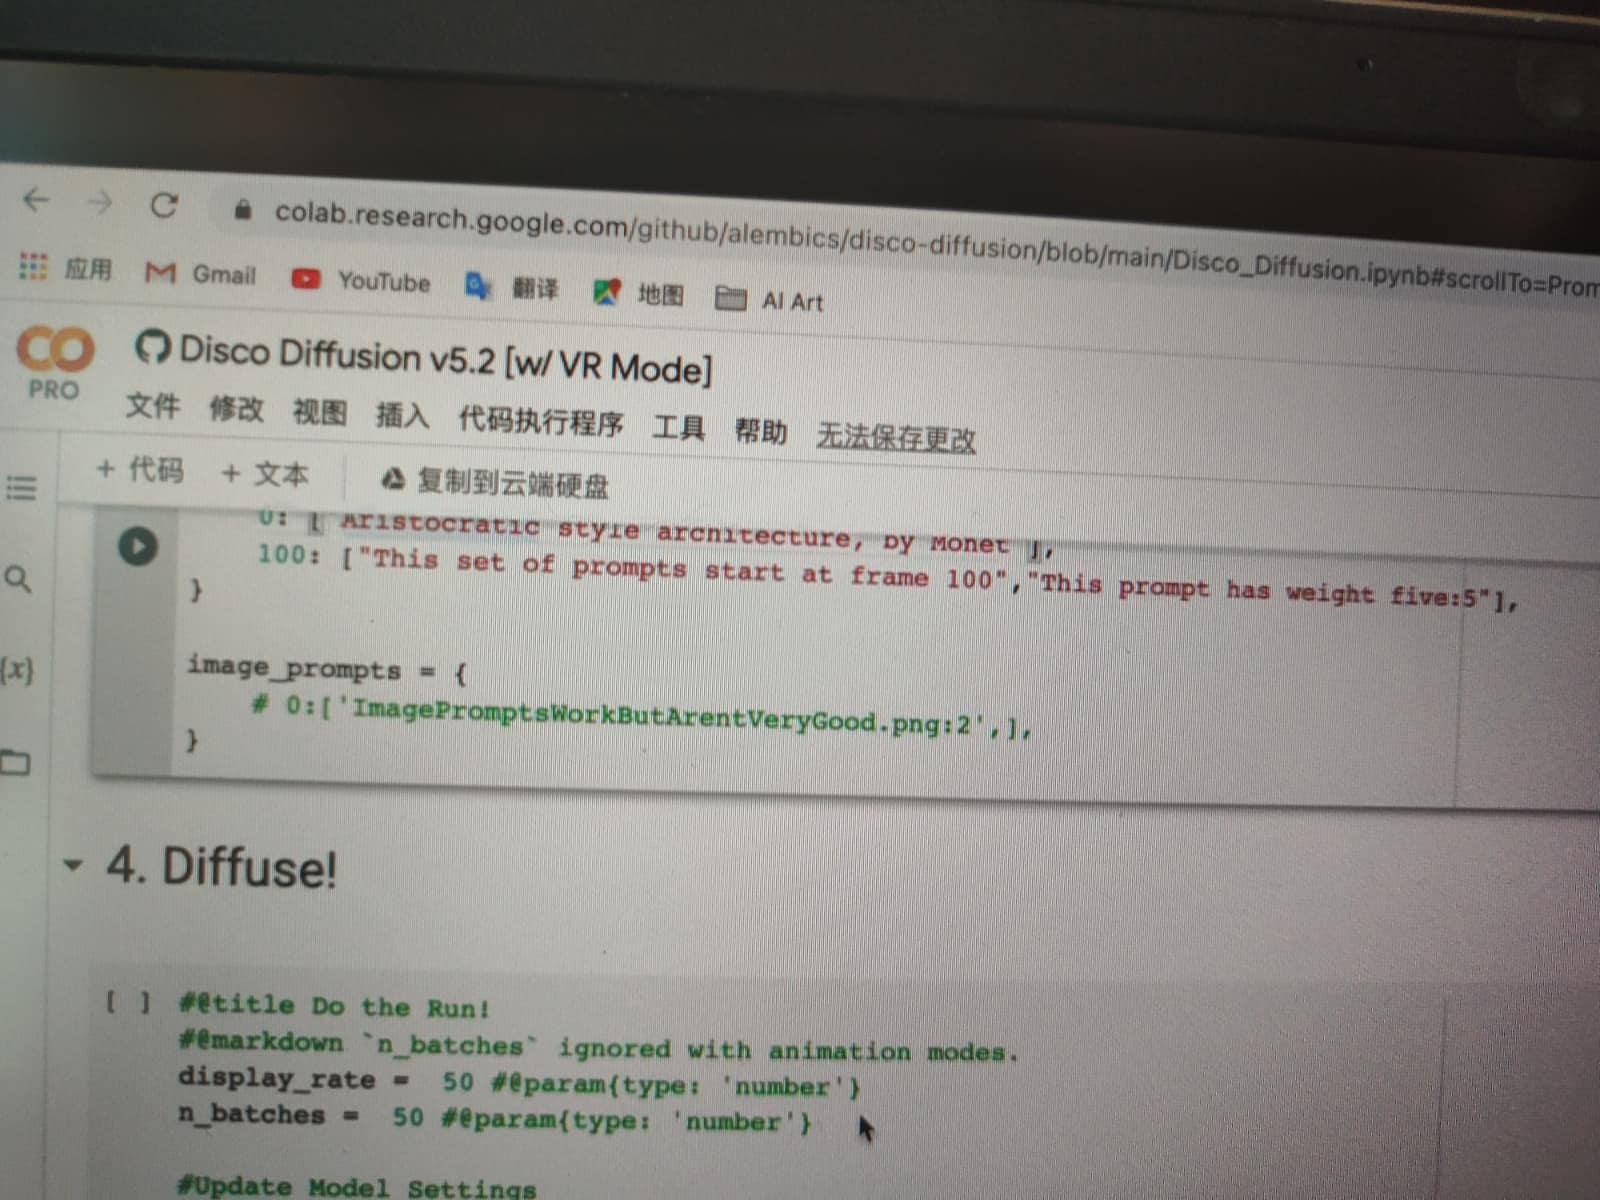 colab.research.google.com/github/alembics/disco-diffusion/blob/main/Disco_Diffusion.ipynb#scrollTo=Prom
应用 Gmail YouTube 翻译 地图 AI Art
CO Disco Diffusion v5.2 [w/ VR Mode]
PRO
文件 修改 视图 插入 代码执行程序 工具 帮助 无法保存更改
+ 代码 + 文本 复制到云端硬盘
0: [ Aristocratic style architecture, by Monet ],
100: ["This set of prompts start at frame 100","This prompt has weight five:5"],
}
{x}
image_prompts = {
# 0:['ImagePromptsWorkButArentVeryGood.png:2',],
}
4. Diffuse!
[ ] #@title Do the Run!
#@markdown `n_batches` ignored with animation modes.
display_rate = 50 #@param{type: 'number'}
n_batches = 50 #@param{type: 'number'}
#Update Model Settings